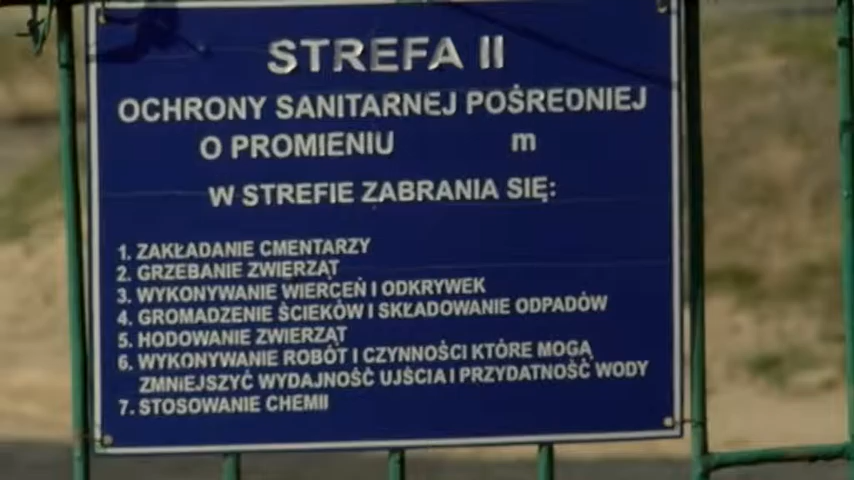 STREFA II
OCHRONY SANITARNEJ POŚREDNIEJ
O PROMIENIU m
W STREFIE ZABRANIA SIĘ:
1. ZAKŁADANIE CMENTARZY
2. GRZEBANIE ZWIERZĄT
3. WYKONYWANIE WIERCEŃ I ODKRYWEK
4. GROMADZENIE ŚCIEKÓW I SKŁADOWANIE ODPADÓW
5. HODOWANIE ZWIERZĄT
6. WYKONYWANIE ROBÓT I CZYNNOŚCI KTÓRE MOGĄ
ZMNIEJSZYĆ WYDAJNOŚĆ UJŚCIA I PRZYDATNOŚĆ WODY
7. STOSOWANIE CHEMII